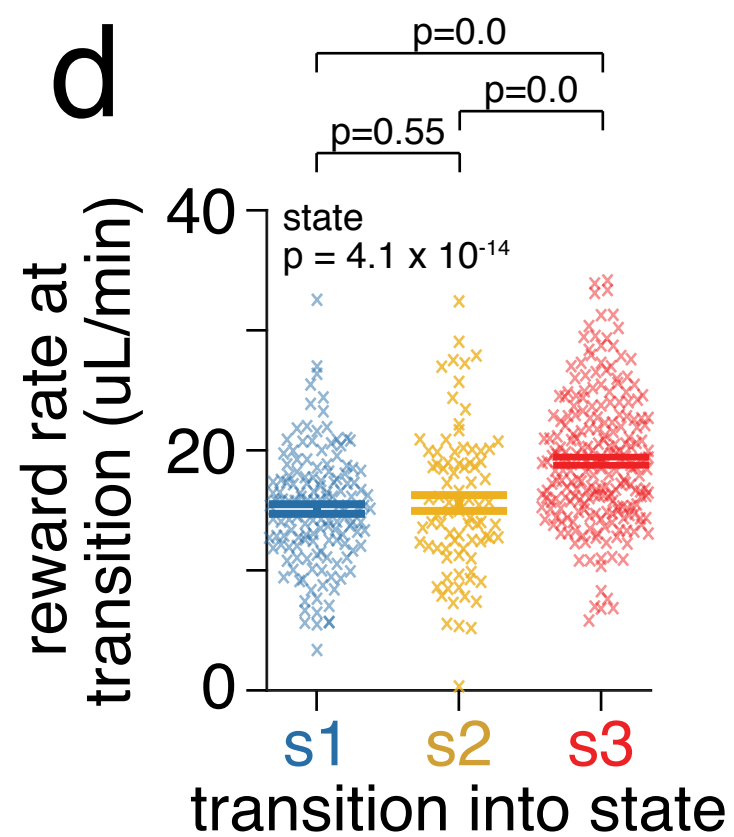 d
p=0.0
p=0.0
p=0.55
state
p = 4.1 x 10-14
reward rate at
transition (uL/min)
40
20
0
s1 s2 s3
transition into state